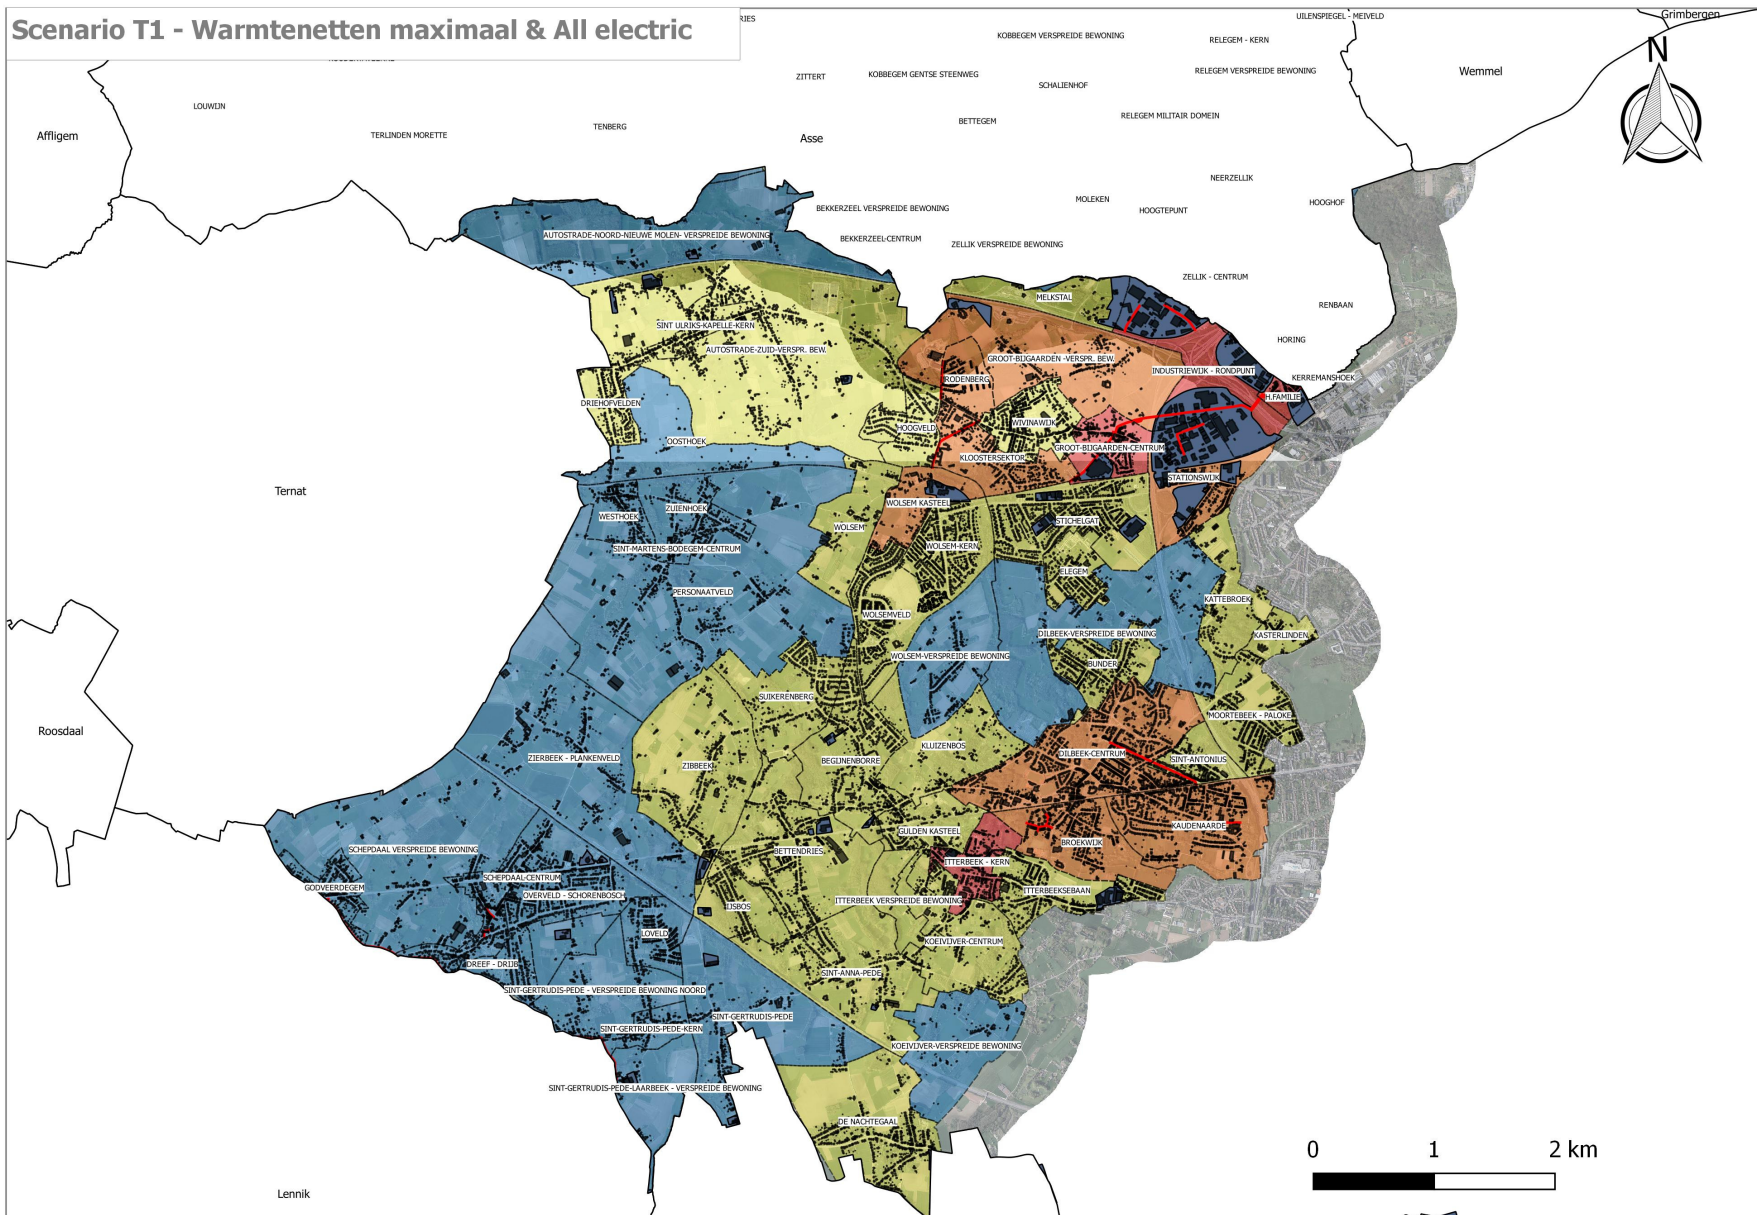 Scenario T1 - Warmtenetten maximaal & All electric
UILENSPIEGEL - MEIVELD
Grimbergen
KOBBEGEM VERSPREIDE BEWONING
RELEGEM - KERN
N
ZITTERT
KOBBEGEM GENTSE STEENWEG
RELEGEM VERSPREIDE BEWONING
Wemmel
SCHALIENHOF
LOUWIJN
BETTEGEM
RELEGEM MILITAIR DOMEIN
TENBERG
Affligem
TERLINDEN MORETTE
Asse
NEERZELLIK
MOLEKEN
HOOGHOF
BEKKERZEEL VERSPREIDE BEWONING
HOOGTEPUNT
AUTOSTRADE-NOORD-NIEUWE MOLEN- VERSPREIDE BEWONING
BEKKERZEEL-CENTRUM
ZELLIK VERSPREIDE BEWONING
ZELLIK - CENTRUM
MELKSTAL
RENBAAN
SINT ULRIKS-KAPELLE-KERN
HORING
AUTOSTRADE-ZUID-VERSPR. BEW.
GROOT-BIJGAARDEN -VERSPR. BEW.
INDUSTRIEWIJK - RONDPUNT
RODENBERG
KERREMANSHOEK
H.FAMILIE
DRIEHOFVELDEN
WIVINAWIJK
HOOGVELD
OOSTHOEK
GROOT-BIJGAARDEN-CENTRUM
KLOOSTERSEKTOR
STATIONSWIJK
Ternat
WOLSEM KASTEEL
ZUIENHOEK
WESTHOEK
STICHELGAT
WOLSEM
SINT-MARTENS-BODEGEM-CENTRUM
WOLSEM-KERN
ELEGEM
PERSONAATVELD
KATTEBROEK
WOLSEMVELD
DILBEEK-VERSPREIDE BEWONING
KASTERLINDEN
WOLSEM-VERSPREIDE BEWONING
BUNDER
SUIKERENBERG
MOORTEBEEK - PALOKE
Roosdaal
KLUIZENBOS
DILBEEK-CENTRUM
ZIERBEEK - PLANKENVELD
ZIBBEEK
BEGIJNENBORRE
SINT-ANTONIUS
KAUDENAARDE
GULDEN KASTEEL
BROEKWIJK
SCHEPDAAL VERSPREIDE BEWONING
BETTENDRIES
ITTERBEEK - KERN
SCHEPDAAL-CENTRUM
GODVEERDEGEM
ITTERBEEKSEBAAN
OVERVELD - SCHORENBOSCH
ITTERBEEK VERSPREIDE BEWONING
IJSBOS
LOVELD
KOEIVIJVER-CENTRUM
DREEF - DRIJB
SINT-ANNA-PEDE
SINT-GERTRUDIS-PEDE - VERSPREIDE BEWONING NOORD
SINT-GERTRUDIS-PEDE
SINT-GERTRUDIS-PEDE-KERN
KOEIVIJVER-VERSPREIDE BEWONING
SINT-GERTRUDIS-PEDE-LAARBEEK - VERSPREIDE BEWONING
DE NACHTEGAAL
0 1 2 km
Lennik